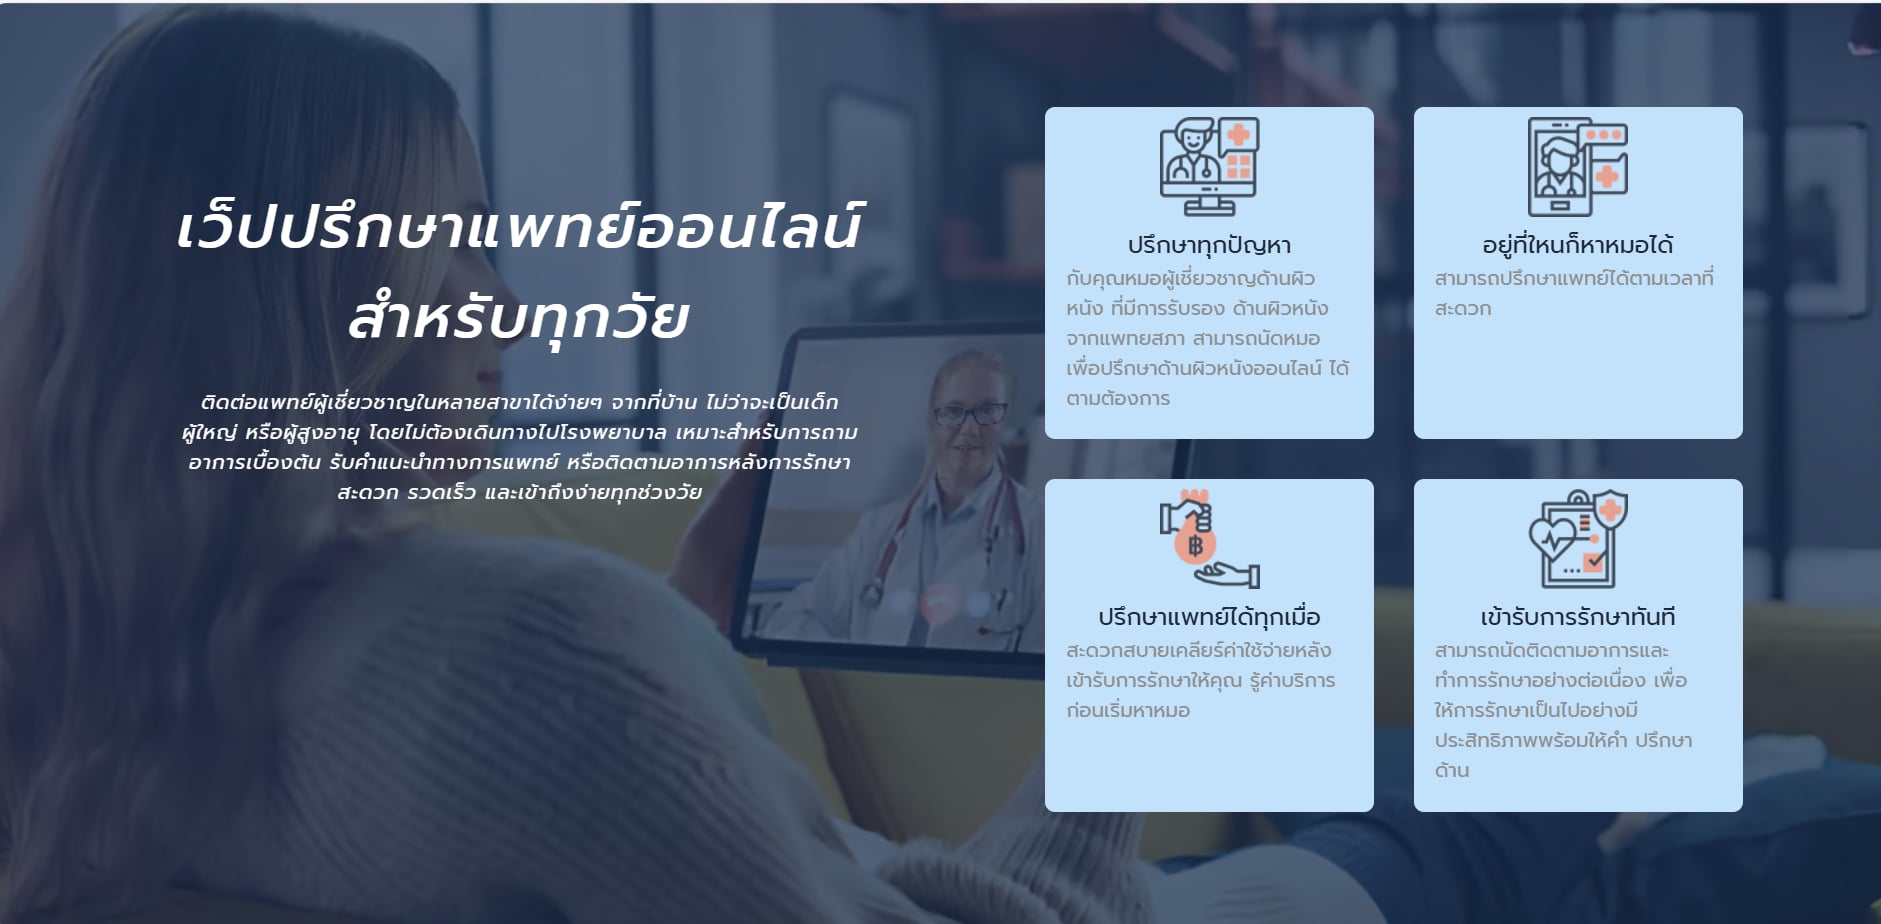 เว็ปปรึกษาแพทย์ออนไลน์
สำหรับทุกวัย
ติดต่อแพทย์ผู้เชี่ยวชาญในหลายสาขาได้ง่ายๆ จากที่บ้าน ไม่ว่าจะเป็นเด็ก
ผู้ใหญ่ หรือผู้สูงอายุ โดยไม่ต้องเดินทางไปโรงพยาบาล เหมาะสำหรับการถาม
อาการเบื้องต้น รับคำแนะนำทางการแพทย์ หรือติดตามอาการหลังการรักษา
สะดวก รวดเร็ว และเข้าถึงง่ายทุกช่วงวัย
ปรึกษาทุกปัญหา
กับคุณหมอผู้เชี่ยวชาญด้านผิว
หนัง ที่มีการรับรอง ด้านผิวหนัง
จากแพทยสภา สามารถนัดหมอ
เพื่อปรึกษาด้านผิวหนังออนไลน์ ได้
ตามต้องการ
อยู่ที่ใหนก็หาหมอได้
สามารถปรึกษาแพทย์ได้ตามเวลาที่
สะดวก
฿
ปรึกษาแพทย์ได้ทุกเมื่อ
สะดวกสบายเคลียร์ค่าใช้จ่ายหลัง
เข้ารับการรักษาให้คุณ รู้ค่าบริการ
ก่อนเริ่มหาหมอ
เข้ารับการรักษาทันที
สามารถนัดติดตามอาการและ
ทำการรักษาอย่างต่อเนื่อง เพื่อ
ให้การรักษาเป็นไปอย่างมี
ประสิทธิภาพพร้อมให้คำ ปรึกษา
ด้าน